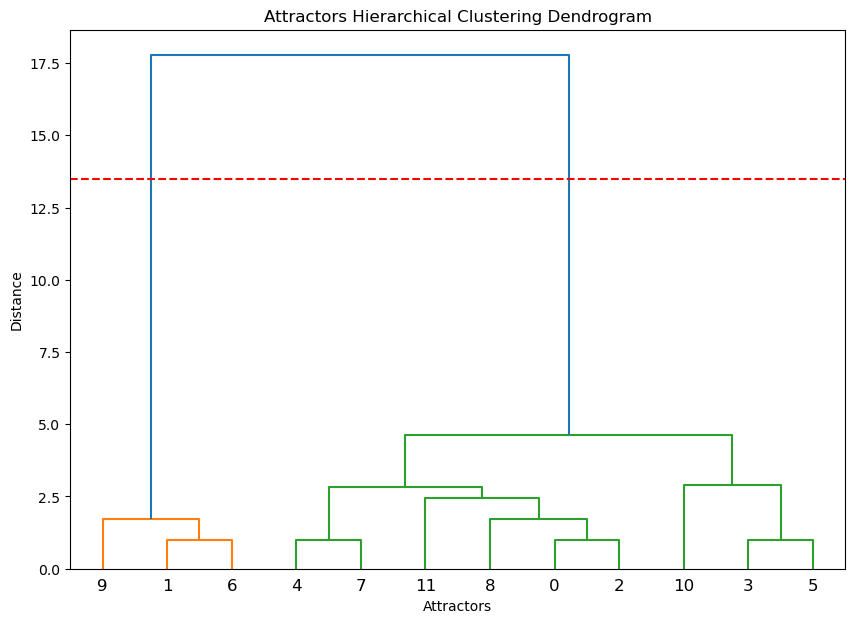 Attractors Hierarchical Clustering Dendrogram
17.5
15.0
12.5
10.0
7.5
5.0
2.5
0.0
Distance
9 1 6 4 7 11 8 0 2 10 3 5
Attractors